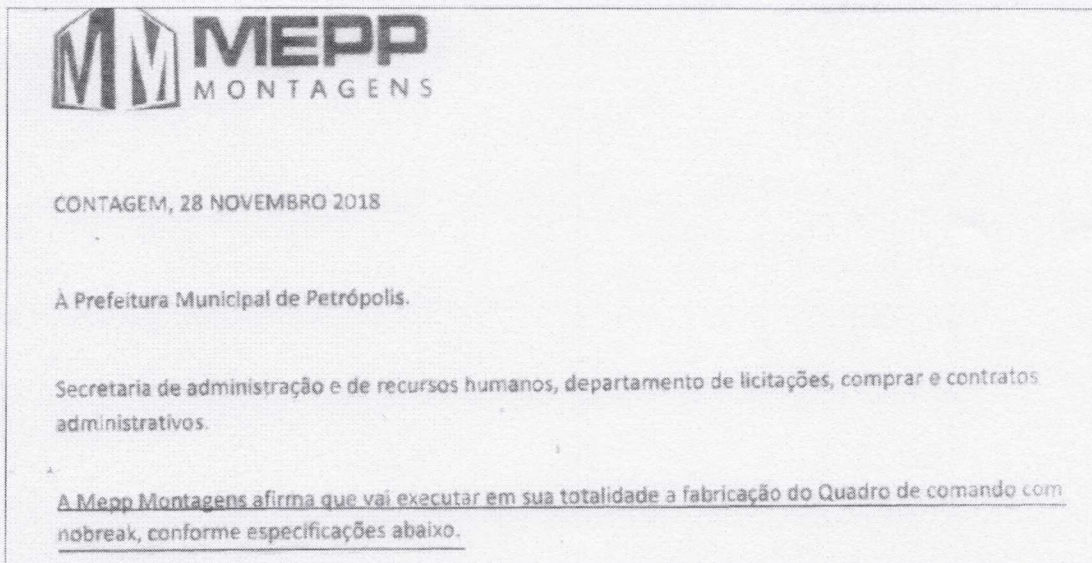 MM MEPP
MONTAGENS
CONTAGEM, 28 NOVEMBRO 2018
À Prefeitura Municipal de Petrópolis.
Secretaria de administração e de recursos humanos, departamento de licitações, comprar e contratos
administrativos.
A Mepp Montagens afirma que vai executar em sua totalidade a fabricação do Quadro de comando com
nobreak, conforme especificações abaixo.